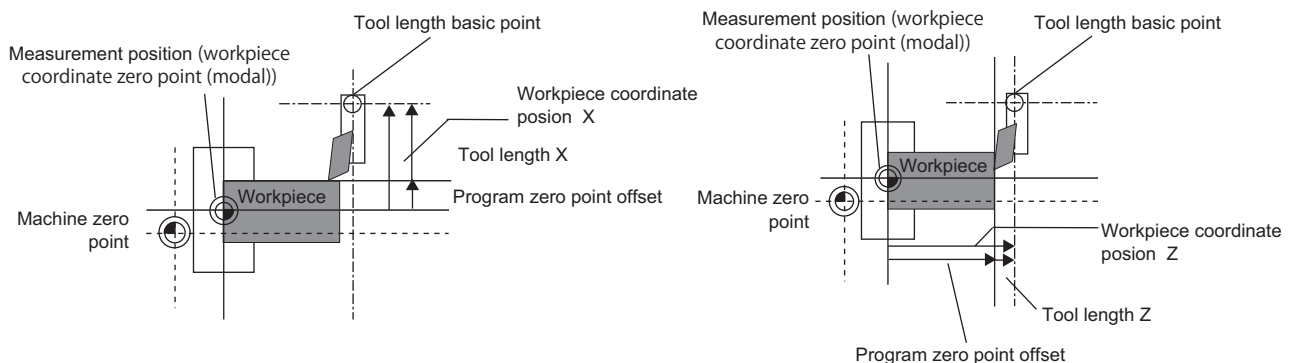 Tool length basic point
Measurement position (workpiece
coordinate zero point (modal))
Workpiece coordinate
posion X
Tool length X
Workpiece
Program zero point offset
Machine zero
point
Tool length basic point
Measurement position (workpiece
coordinate zero point (modal))
Workpiece
Machine zero
point
Workpiece coordinate
posion Z
Tool length Z
Program zero point offset